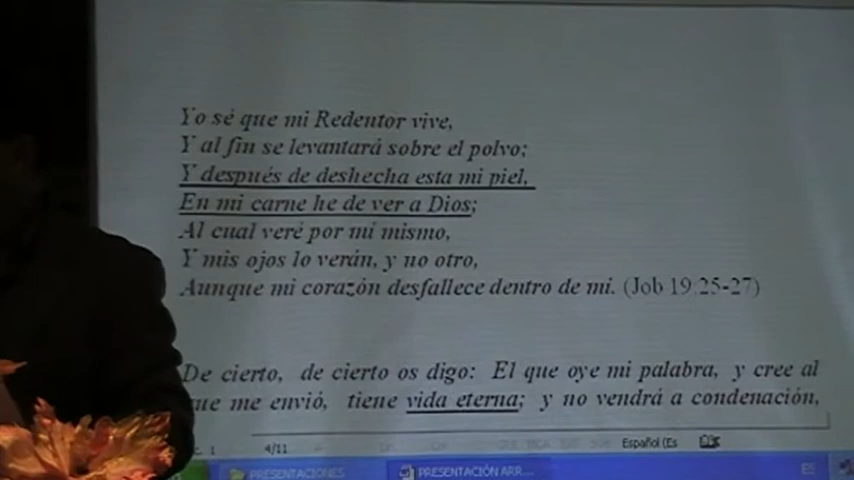 Yo sé que mi Redentor vive,
Y al fin se levantará sobre el polvo;
Y después de deshecha esta mi piel,
En mi carne he de ver a Dios;
Al cual veré por mí mismo,
Y mis ojos lo verán, y no otro,
Aunque mi corazón desfallece dentro de mí. (Job 19:25-27)
De cierto, de cierto os digo: El que oye mi palabra, y cree al
que me envió, tiene vida eterna; y no vendrá a condenación,
1 4/11 Español (Es
PRESENTACIONES PRESENTACIÓN ARR... ES